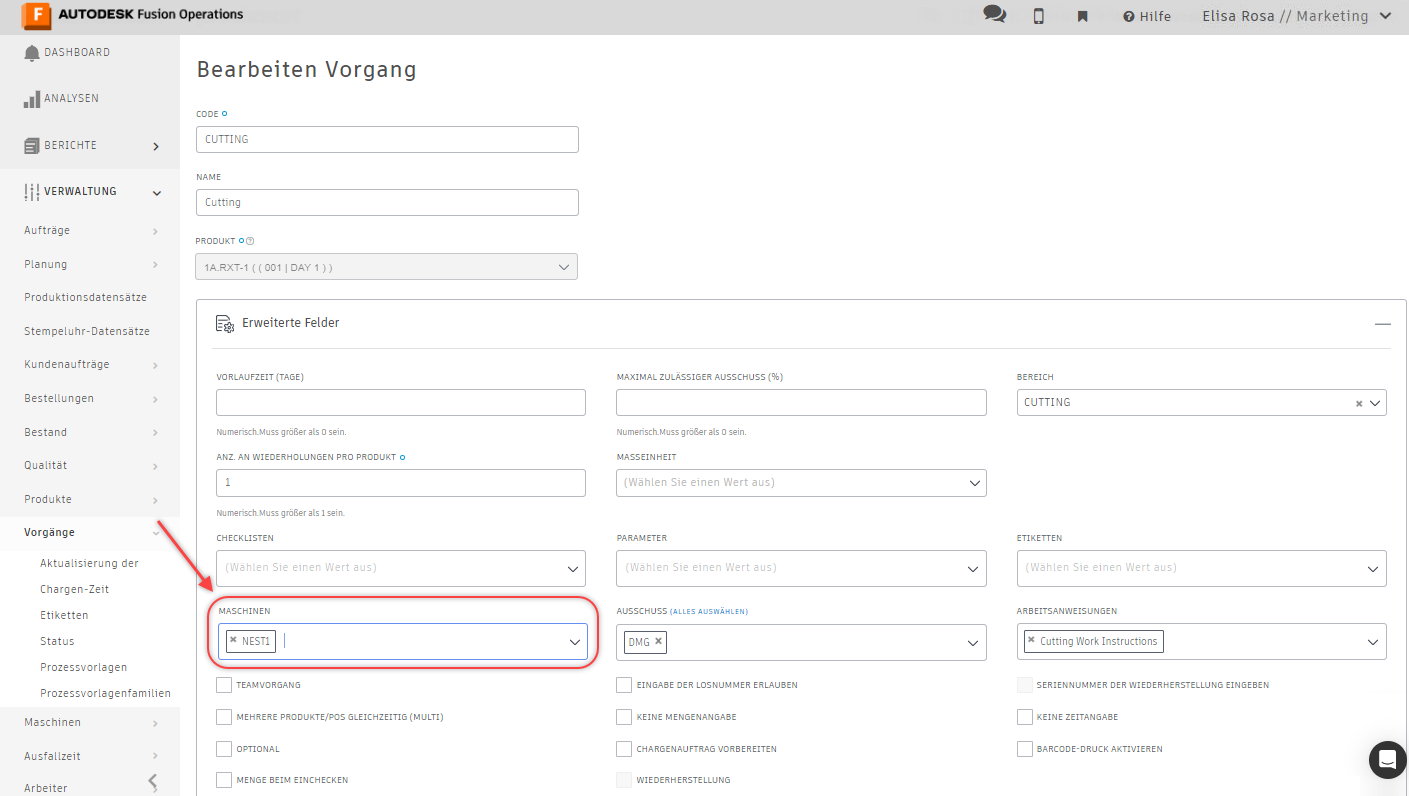 AUTODESK Fusion Operations
Hilfe
Elisa Rosa // Marketing
DASHBOARD
ANALYSEN
BERICHTE
VERWALTUNG
Aufträge
Planung
Produktionsdatensätze
Stempeluhr-Datensätze
Kundenaufträge
Bestellungen
Bestand
Qualität
Produkte
Vorgänge
Aktualisierung der
Chargen-Zeit
Etiketten
Status
Prozessvorlagen
Prozessvorlagenfamilien
Maschinen
Ausfallzeit
Arbeiter
Bearbeiten Vorgang
CODE
CUTTING
NAME
Cutting
PRODUKT
1A.RXT-1 ( ( 001 | DAY 1 ) )
Erweiterte Felder
VORLAUFZEIT (TAGE)
MAXIMAL ZULÄSSIGER AUSSCHUSS (%)
BEREICH
CUTTING
Numerisch.Muss größer als 0 sein.
Numerisch.Muss größer als 0 sein.
ANZ. AN WIEDERHOLUNGEN PRO PRODUKT
MASSEINHEIT
1
(Wählen Sie einen Wert aus)
Numerisch.Muss größer als 1 sein.
CHECKLISTEN
PARAMETER
ETIKETTEN
(Wählen Sie einen Wert aus)
(Wählen Sie einen Wert aus)
(Wählen Sie einen Wert aus)
MASCHINEN
AUSSCHUSS (ALLES AUSWÄHLEN)
ARBEITSANWEISUNGEN
× NEST1
DMG ×
× Cutting Work Instructions
TEAMVORGANG
EINGABE DER LOSNUMMER ERLAUBEN
SERIENNUMMER DER WIEDERHERSTELLUNG EINGEBEN
MEHRERE PRODUKTE/POS GLEICHZEITIG (MULTI)
KEINE MENGENANGABE
KEINE ZEITANGABE
OPTIONAL
CHARGENAUFTRAG VORBEREITEN
BARCODE-DRUCK AKTIVIEREN
MENGE BEIM EINCHECKEN
WIEDERHERSTELLUNG